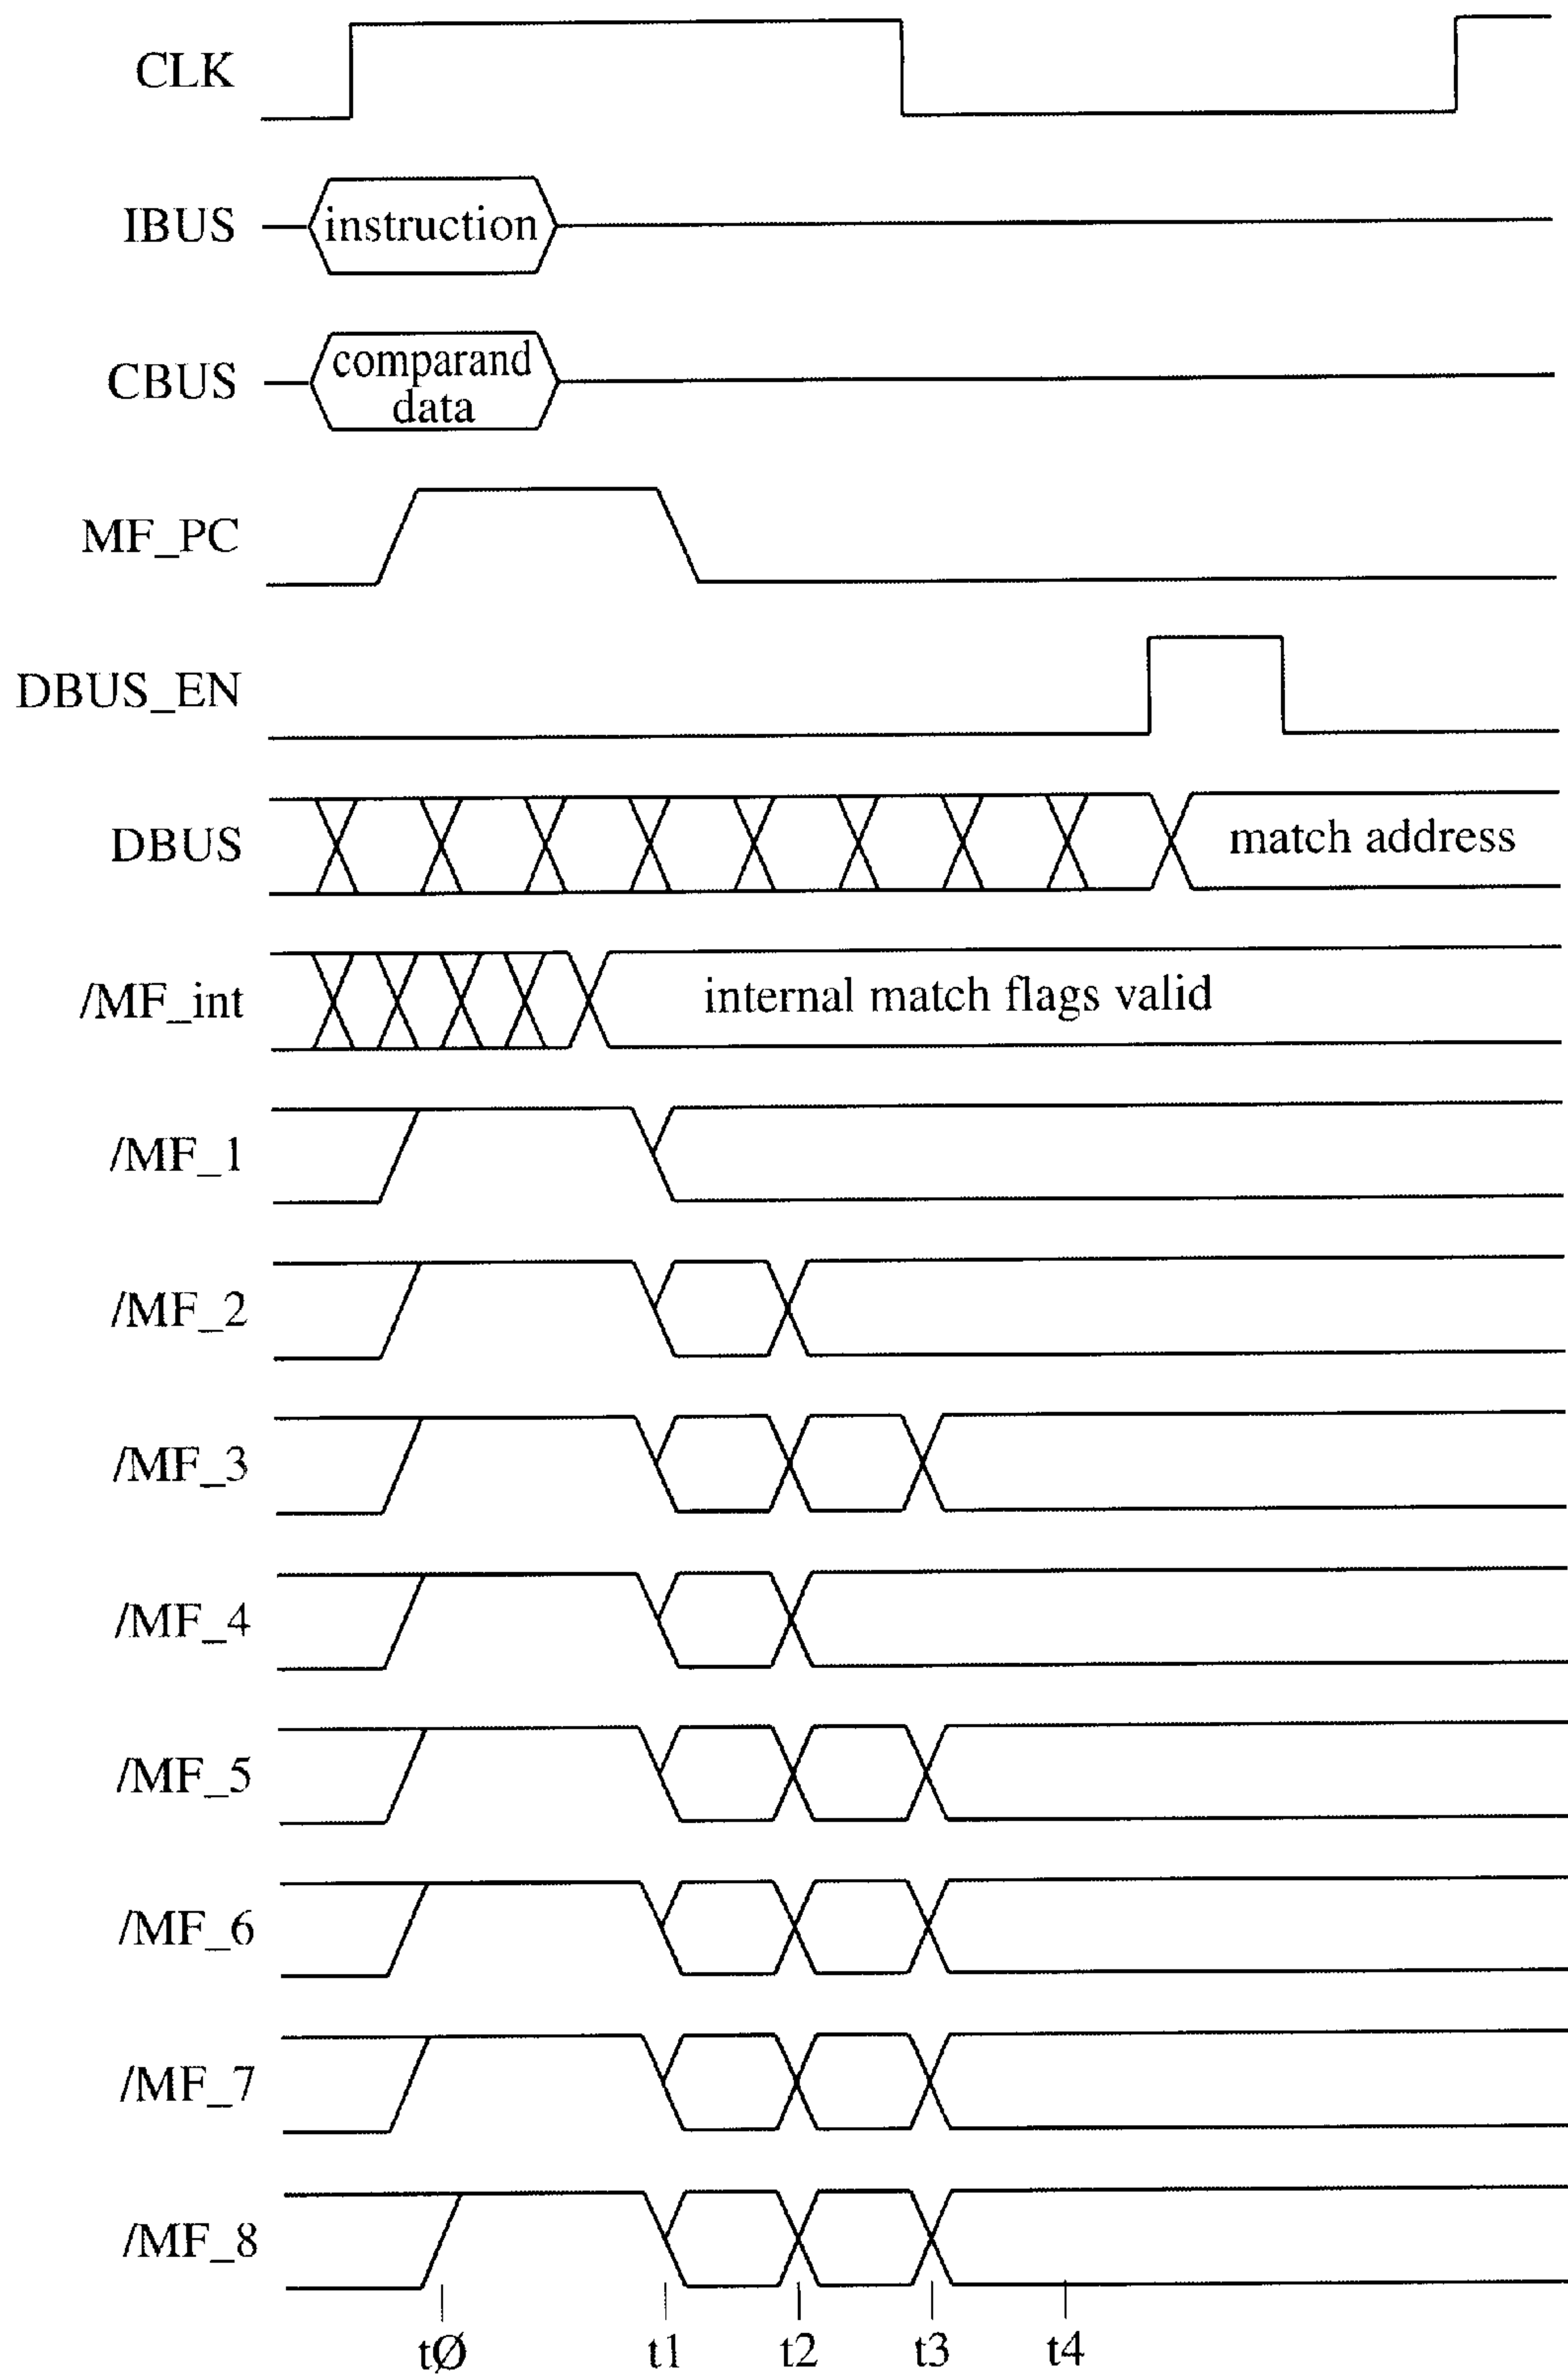 CLK
IBUS
instruction
CBUS
comparand
data
MF_PC
DBUS_EN
DBUS
match address
/MF_int
internal match flags valid
/MF_1
/MF_2
/MF_3
/MF_4
/MF_5
/MF_6
/MF_7
/MF_8
tØ t1 t2 t3 t4